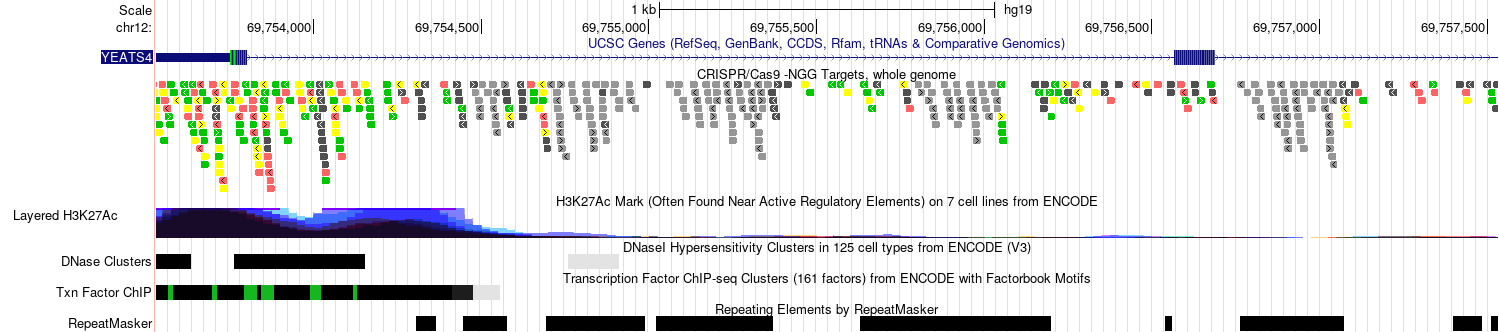 Scale 1 kb hg19
chr12: 69,754,000 69,754,500 69,755,000 69,755,500 69,756,000 69,756,500 69,757,000 69,757,500
UCSC Genes (RefSeq, GenBank, CCDS, Rfam, tRNAs & Comparative Genomics)
YEATS4
CRISPR/Cas9 -NGG Targets, whole genome
H3K27Ac Mark (Often Found Near Active Regulatory Elements) on 7 cell lines from ENCODE
Layered H3K27Ac
DNaseI Hypersensitivity Clusters in 125 cell types from ENCODE (V3)
DNase Clusters
Transcription Factor ChIP-seq Clusters (161 factors) from ENCODE with Factorbook Motifs
Txn Factor ChIP
Repeating Elements by RepeatMasker
RepeatMasker